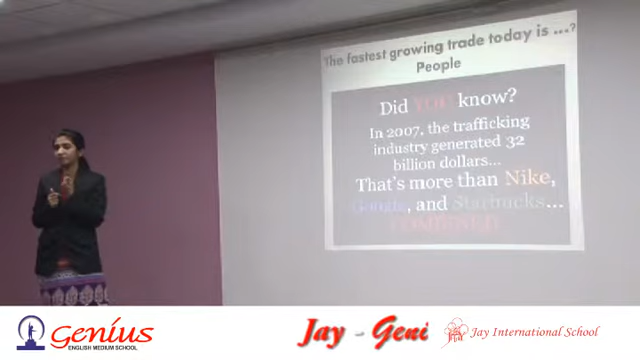 The fastest growing trade today is ...?
People
Did YOU know?
In 2007, the trafficking
industry generated 32
billion dollars...
That's more than Nike,
Google, and Starbucks...
COMBINED
Genius
ENGLISH MEDIUM SCHOOL
Jay - Geni
Jay International School